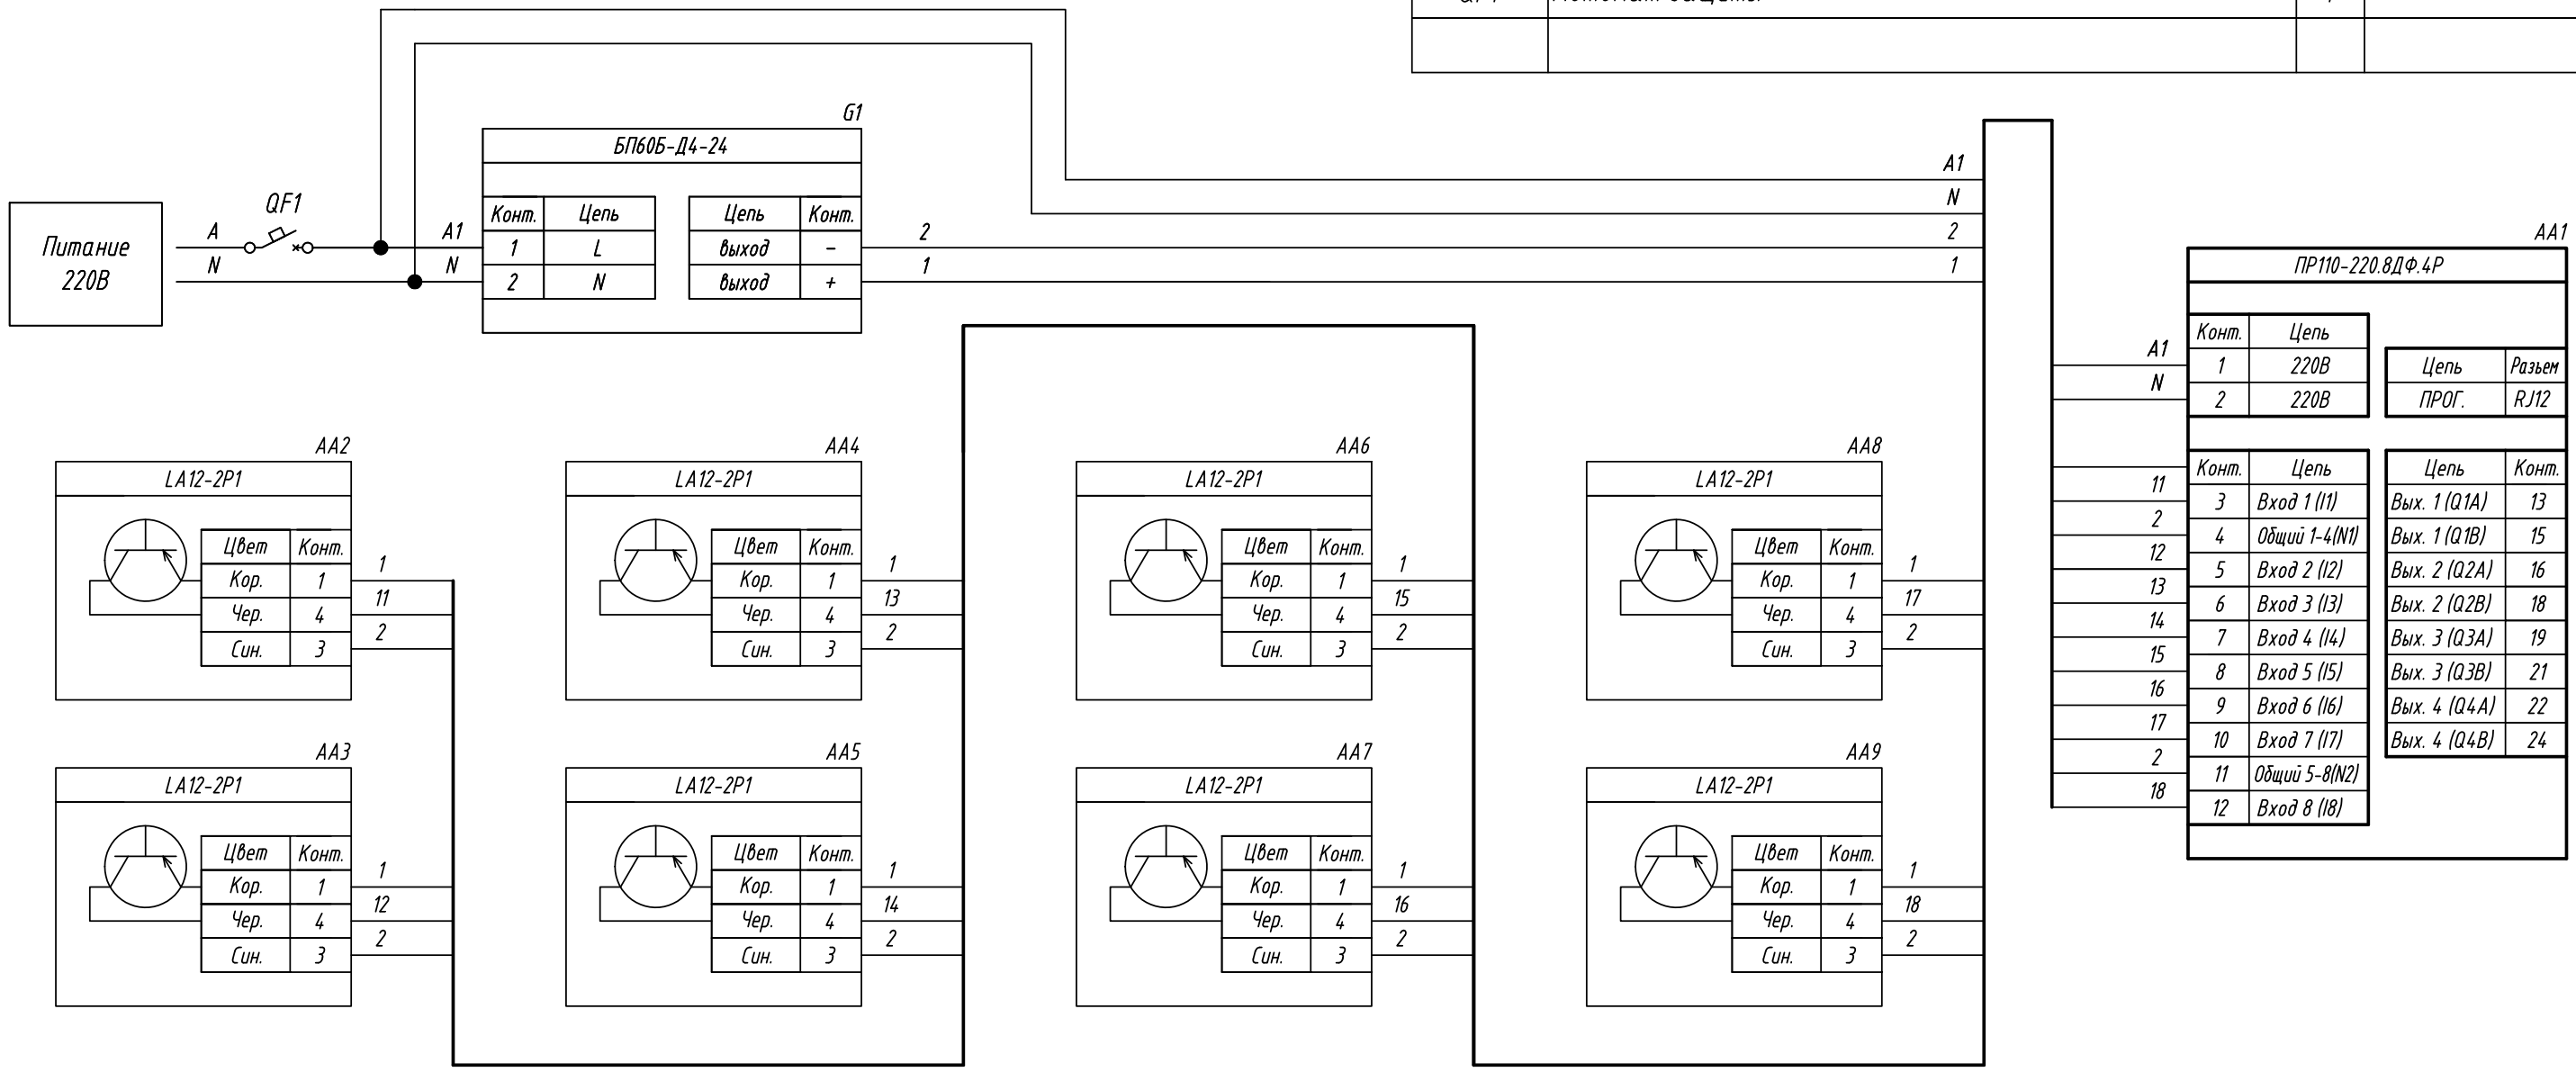 G1
БП60Б-Д4-24
Конт. Цепь
1 L
2 N
Цепь Конт.
выход -
выход +
Питание
220В
QF1
A
N
A1
N
2
1
A1
N
2
1
AA1
ПР110-220.8ДФ.4Р
Конт. Цепь
1 220В
2 220В
Цепь Разьем
ПРОГ. RJ12
A1
N
Конт. Цепь
3 Вход 1 (I1)
4 Общий 1-4(N1)
5 Вход 2 (I2)
6 Вход 3 (I3)
7 Вход 4 (I4)
8 Вход 5 (I5)
9 Вход 6 (I6)
10 Вход 7 (I7)
11 Общий 5-8(N2)
12 Вход 8 (I8)
Цепь Конт.
Вых. 1 (Q1A) 13
Вых. 1 (Q1B) 15
Вых. 2 (Q2A) 16
Вых. 2 (Q2B) 18
Вых. 3 (Q3A) 19
Вых. 3 (Q3B) 21
Вых. 4 (Q4A) 22
Вых. 4 (Q4B) 24
11
2
12
13
14
15
16
17
2
18
AA2
LA12-2P1
Цвет Конт.
Кор. 1
Чер. 4
Син. 3
1
11
2
AA4
LA12-2P1
Цвет Конт.
Кор. 1
Чер. 4
Син. 3
1
13
2
AA6
LA12-2P1
Цвет Конт.
Кор. 1
Чер. 4
Син. 3
1
15
2
AA8
LA12-2P1
Цвет Конт.
Кор. 1
Чер. 4
Син. 3
1
17
2
AA3
LA12-2P1
Цвет Конт.
Кор. 1
Чер. 4
Син. 3
1
12
2
AA5
LA12-2P1
Цвет Конт.
Кор. 1
Чер. 4
Син. 3
1
14
2
AA7
LA12-2P1
Цвет Конт.
Кор. 1
Чер. 4
Син. 3
1
16
2
AA9
LA12-2P1
Цвет Конт.
Кор. 1
Чер. 4
Син. 3
1
18
2